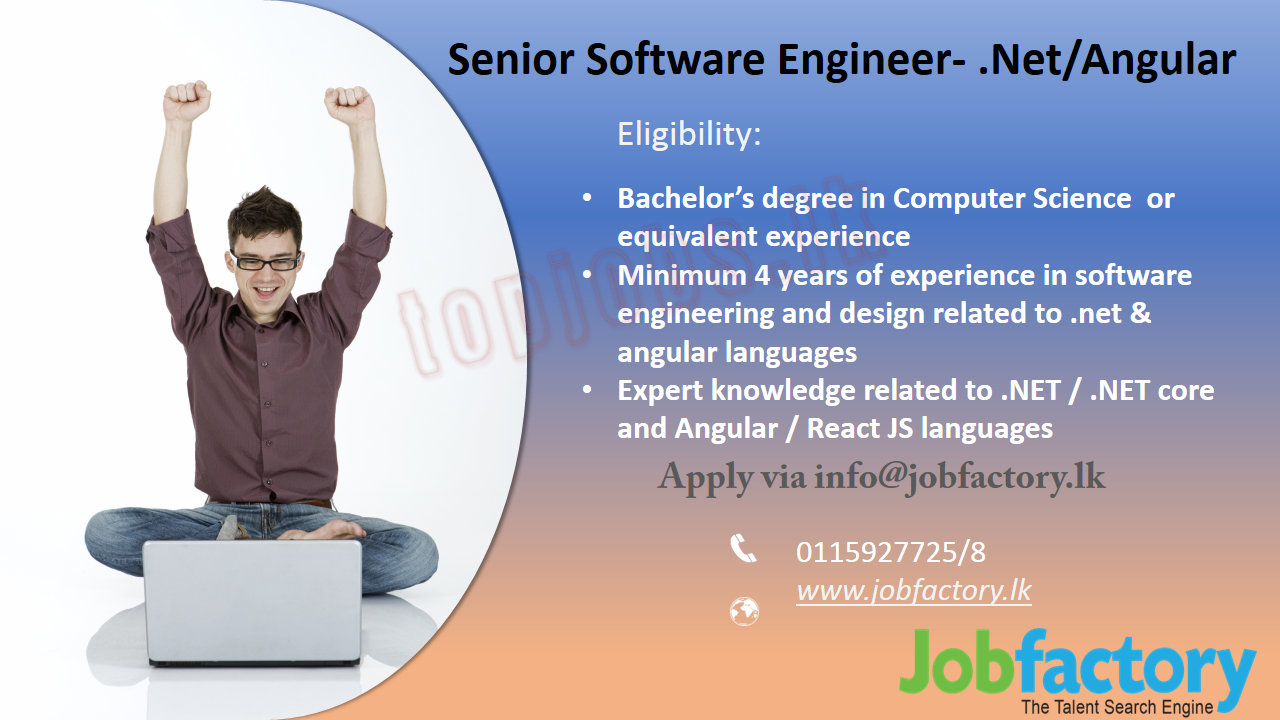 Senior Software Engineer- .Net/Angular
Eligibility:
• Bachelor’s degree in Computer Science or
equivalent experience
• Minimum 4 years of experience in software
engineering and design related to .net &
angular languages
• Expert knowledge related to .NET / .NET core
and Angular / React JS languages
Apply via info@jobfactory.lk
0115927725/8
www.jobfactory.lk
Jobfactory
The Talent Search Engine
topjobs.lk